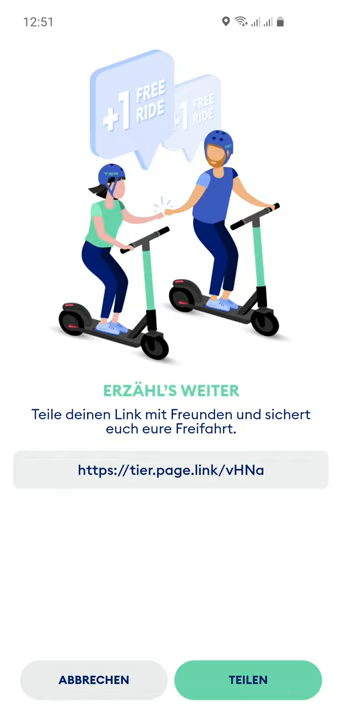 12:51
+1 FREE
RIDE
+1 FREE
RIDE
TIER
ERZÄHL'S WEITER
Teile deinen Link mit Freunden und sichert
euch eure Freifahrt.
https://tier.page.link/vHNa
ABBRECHEN
TEILEN